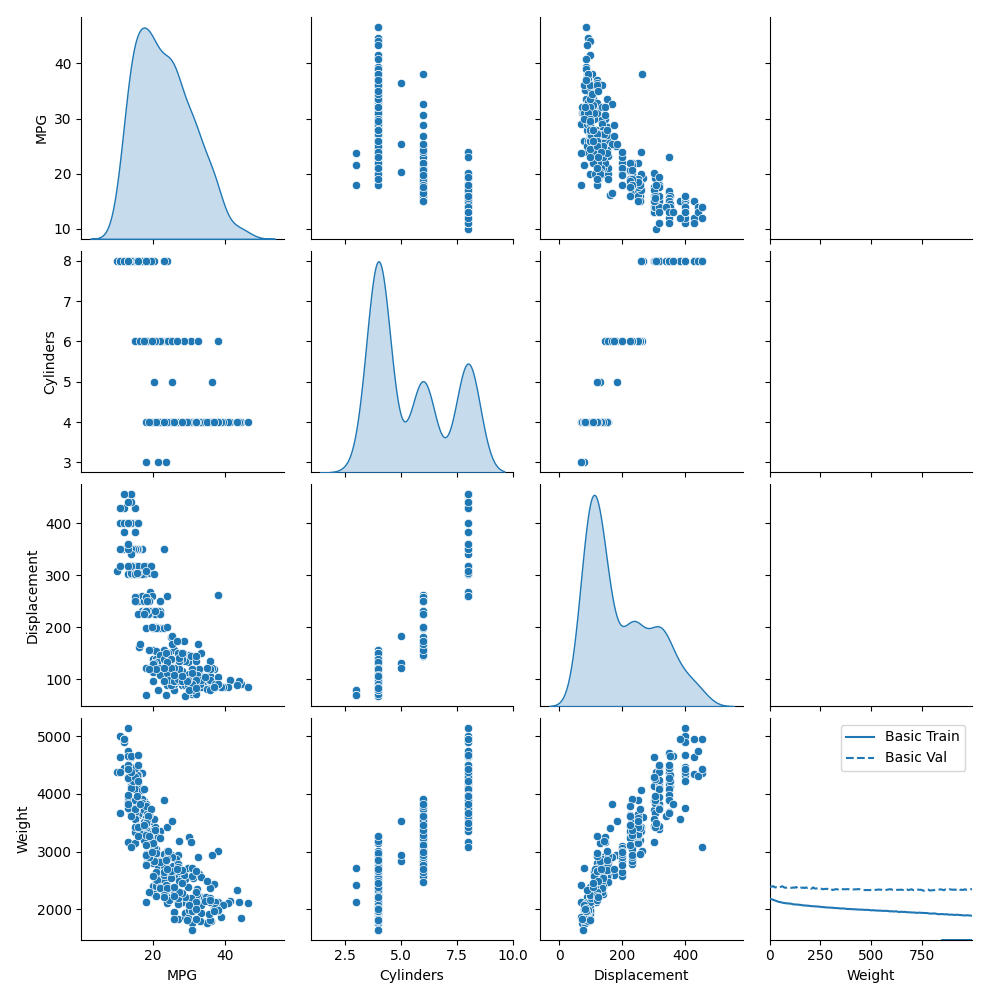 MPG
40
30
20
10
Cylinders
8
7
6
5
4
3
Displacement
400
300
200
100
Weight
5000
4000
3000
2000
Basic Train
Basic Val
20 40
2.5 5.0 7.5 10.0
0 200 400
0 250 500 750
MPG Cylinders Displacement Weight